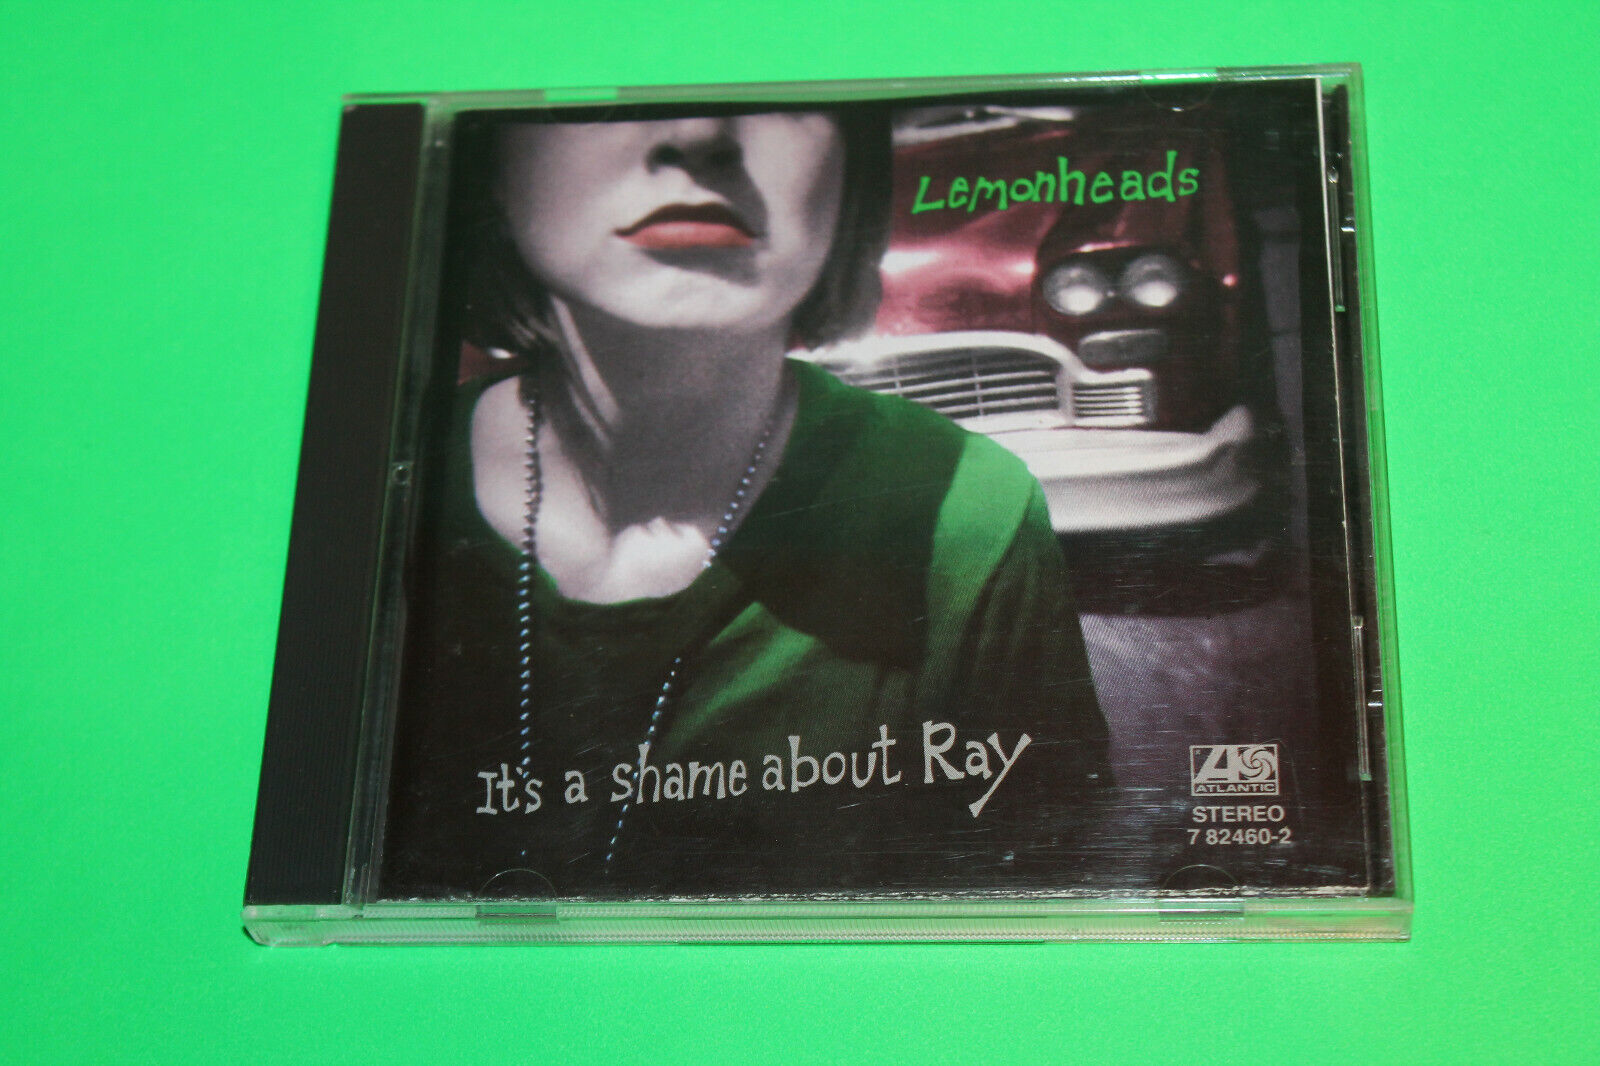 Lemonheads
It's a shame about Ray
ATLANTIC
STEREO
7 82460-2